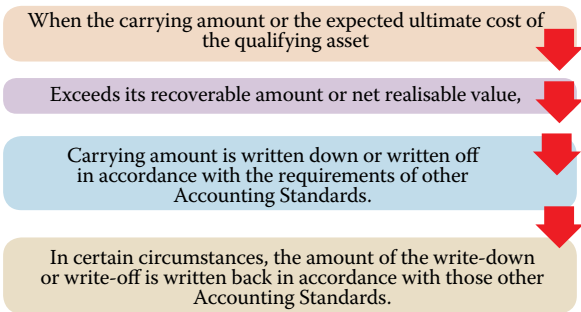 When the carrying amount or the expected ultimate cost of
the qualifying asset
Exceeds its recoverable amount or net realisable value,
Carrying amount is written down or written off
in accordance with the requirements of other
Accounting Standards.
In certain circumstances, the amount of the write-down
or write-off is written back in accordance with those other
Accounting Standards.